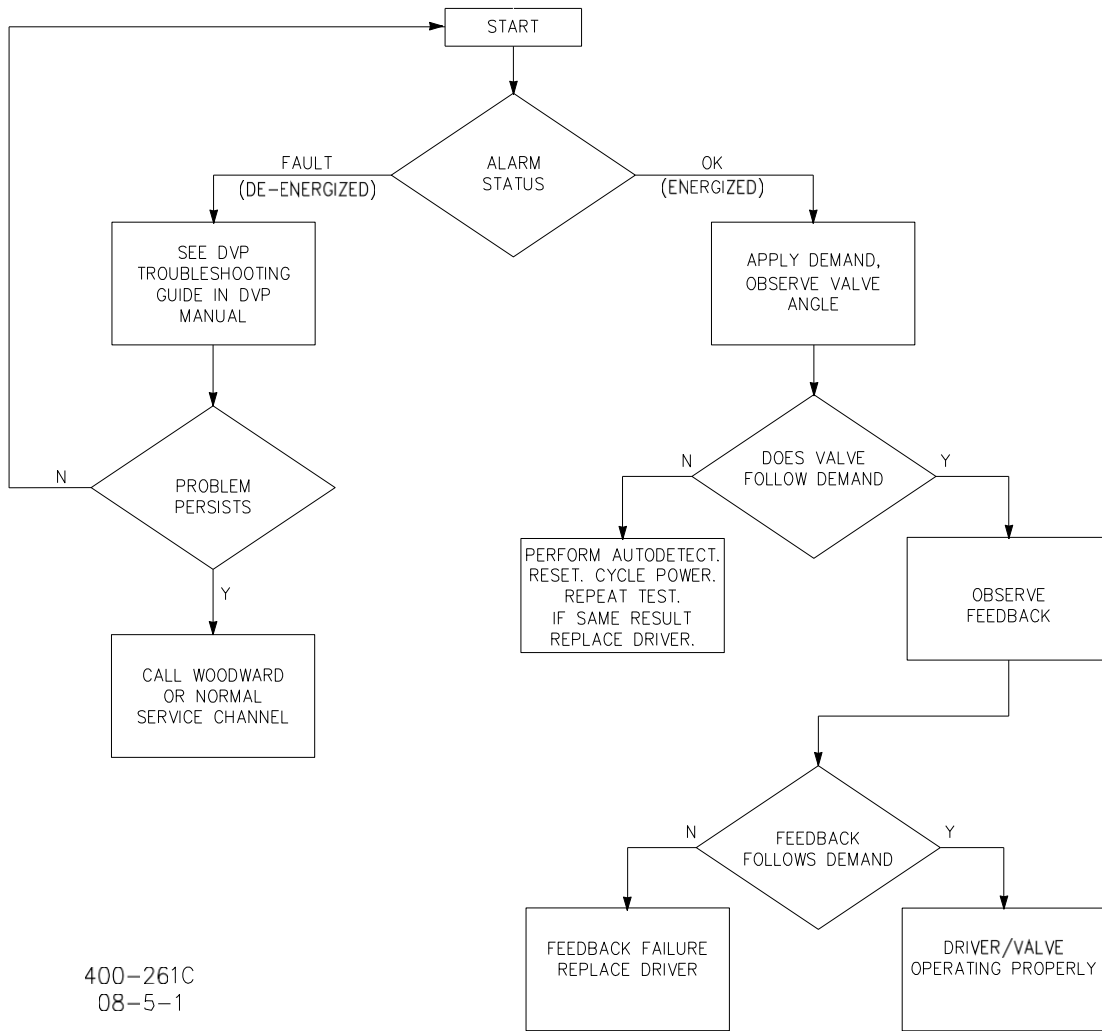 START
ALARM
STATUS
FAULT
(DE-ENERGIZED)
OK
(ENERGIZED)
SEE DVP
TROUBLESHOOTING
GUIDE IN DVP
MANUAL
APPLY DEMAND,
OBSERVE VALVE
ANGLE
PROBLEM
PERSISTS
N
Y
CALL WOODWARD
OR NORMAL
SERVICE CHANNEL
DOES VALVE
FOLLOW DEMAND
N
Y
PERFORM AUTODETECT.
RESET. CYCLE POWER.
REPEAT TEST.
IF SAME RESULT
REPLACE DRIVER.
OBSERVE
FEEDBACK
FEEDBACK
FOLLOWS DEMAND
N
Y
FEEDBACK FAILURE
REPLACE DRIVER
DRIVER/VALVE
OPERATING PROPERLY
400-261C
08-5-1